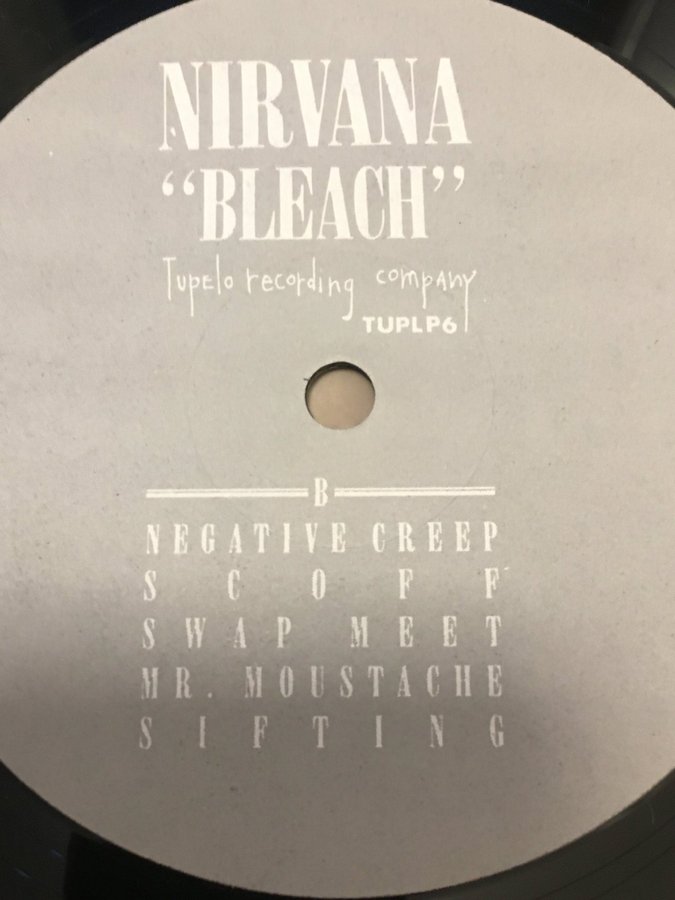 NIRVANA
“BLEACH”
Tupelo recording company
TUPLP6
B
NEGATIVE CREEP
SCOFF
SWAP MEET
MR. MOUSTACHE
SIFTING